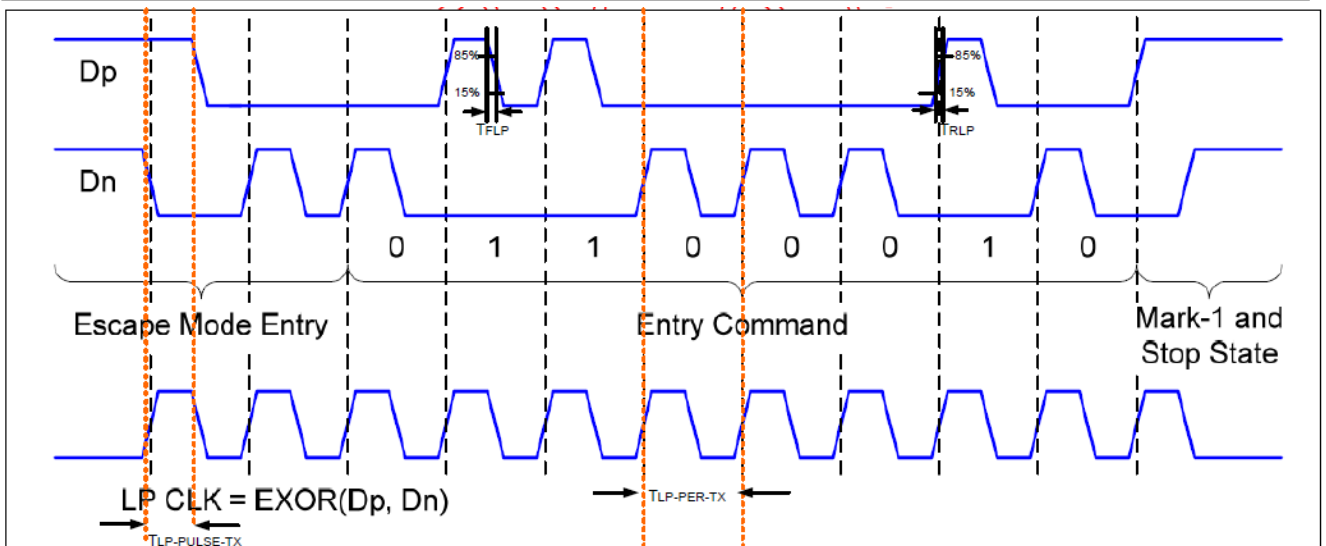 Dp
85%
15%
TFLP
85%
15%
TRLP
Dn
0 1 1 0 0 0 1 0
Escape Mode Entry
Entry Command
Mark-1 and
Stop State
LP CLK = EXOR(Dp, Dn)
TLP-PER-TX
TLP-PULSE-TX